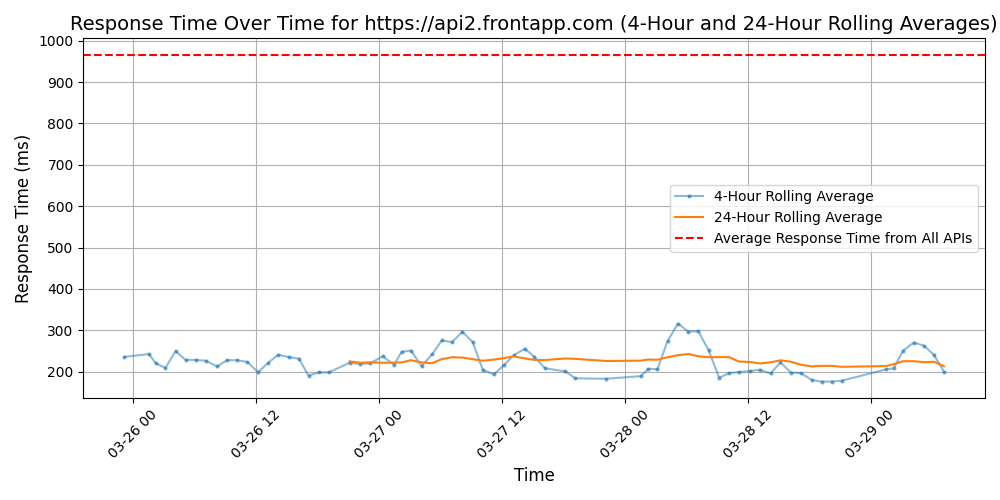 Response Time Over Time for https://api2.frontapp.com (4-Hour and 24-Hour Rolling Averages)
Response Time (ms)
1000
900
800
700
600
500
400
300
200
4-Hour Rolling Average
24-Hour Rolling Average
Average Response Time from All APIs
03-26 00
03-26 12
03-27 00
03-27 12
03-28 00
03-28 12
03-29 00
Time